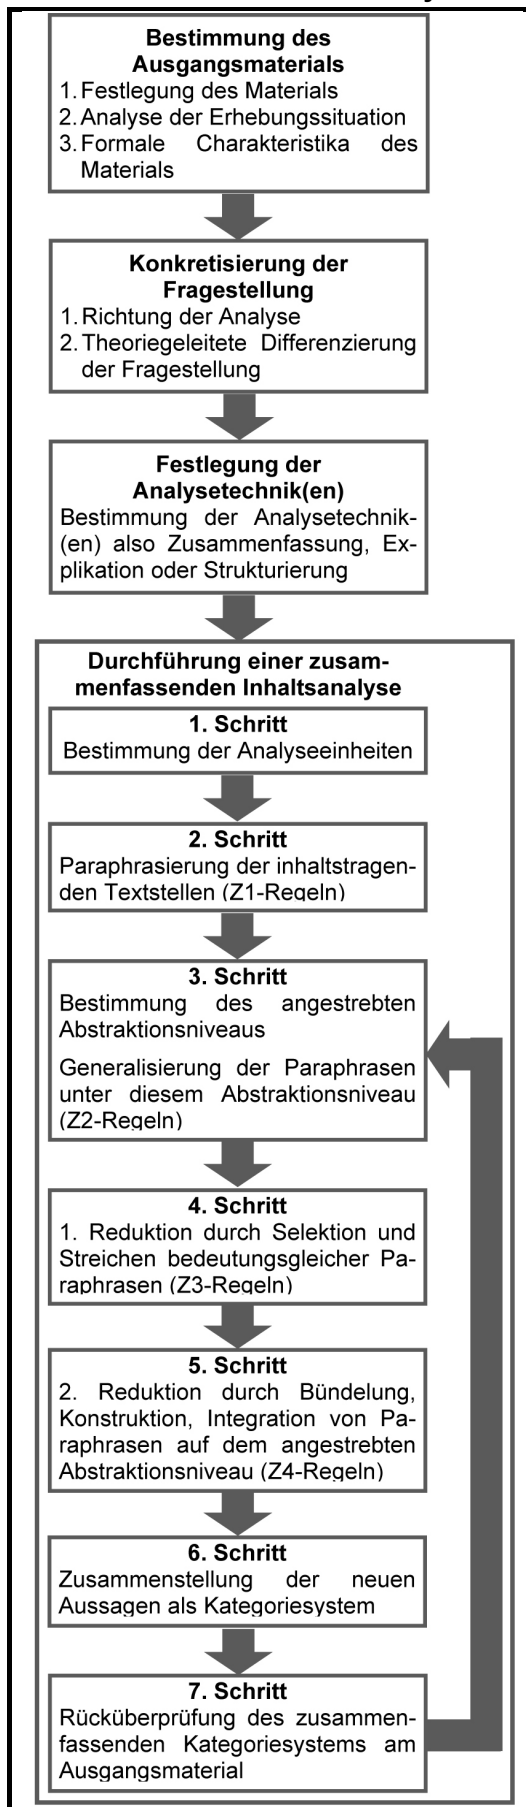 Bestimmung des
Ausgangsmaterials
1. Festlegung des Materials
2. Analyse der Erhebungssituation
3. Formale Charakteristika des
Materials
Konkretisierung der
Fragestellung
1. Richtung der Analyse
2. Theoriegeleitete Differenzierung
der Fragestellung
Festlegung der
Analysetechnik(en)
Bestimmung der Analysetechnik-
(en) also Zusammenfassung, Ex-
plikation oder Strukturierung
Durchführung einer zusam-
menfassenden Inhaltsanalyse
1. Schritt
Bestimmung der Analyseeinheiten
2. Schritt
Paraphrasierung der inhaltstragen-
den Textstellen (Z1-Regeln)
3. Schritt
Bestimmung des angestrebten
Abstraktionsniveaus
Generalisierung der Paraphrasen
unter diesem Abstraktionsniveau
(Z2-Regeln)
4. Schritt
1. Reduktion durch Selektion und
Streichen bedeutungsgleicher Pa-
raphrasen (Z3-Regeln)
5. Schritt
2. Reduktion durch Bündelung,
Konstruktion, Integration von Pa-
raphrasen auf dem angestrebten
Abstraktionsniveau (Z4-Regeln)
6. Schritt
Zusammenstellung der neuen
Aussagen als Kategoriesystem
7. Schritt
Rücküberprüfung des zusammen-
fassenden Kategoriesystems am
Ausgangsmaterial